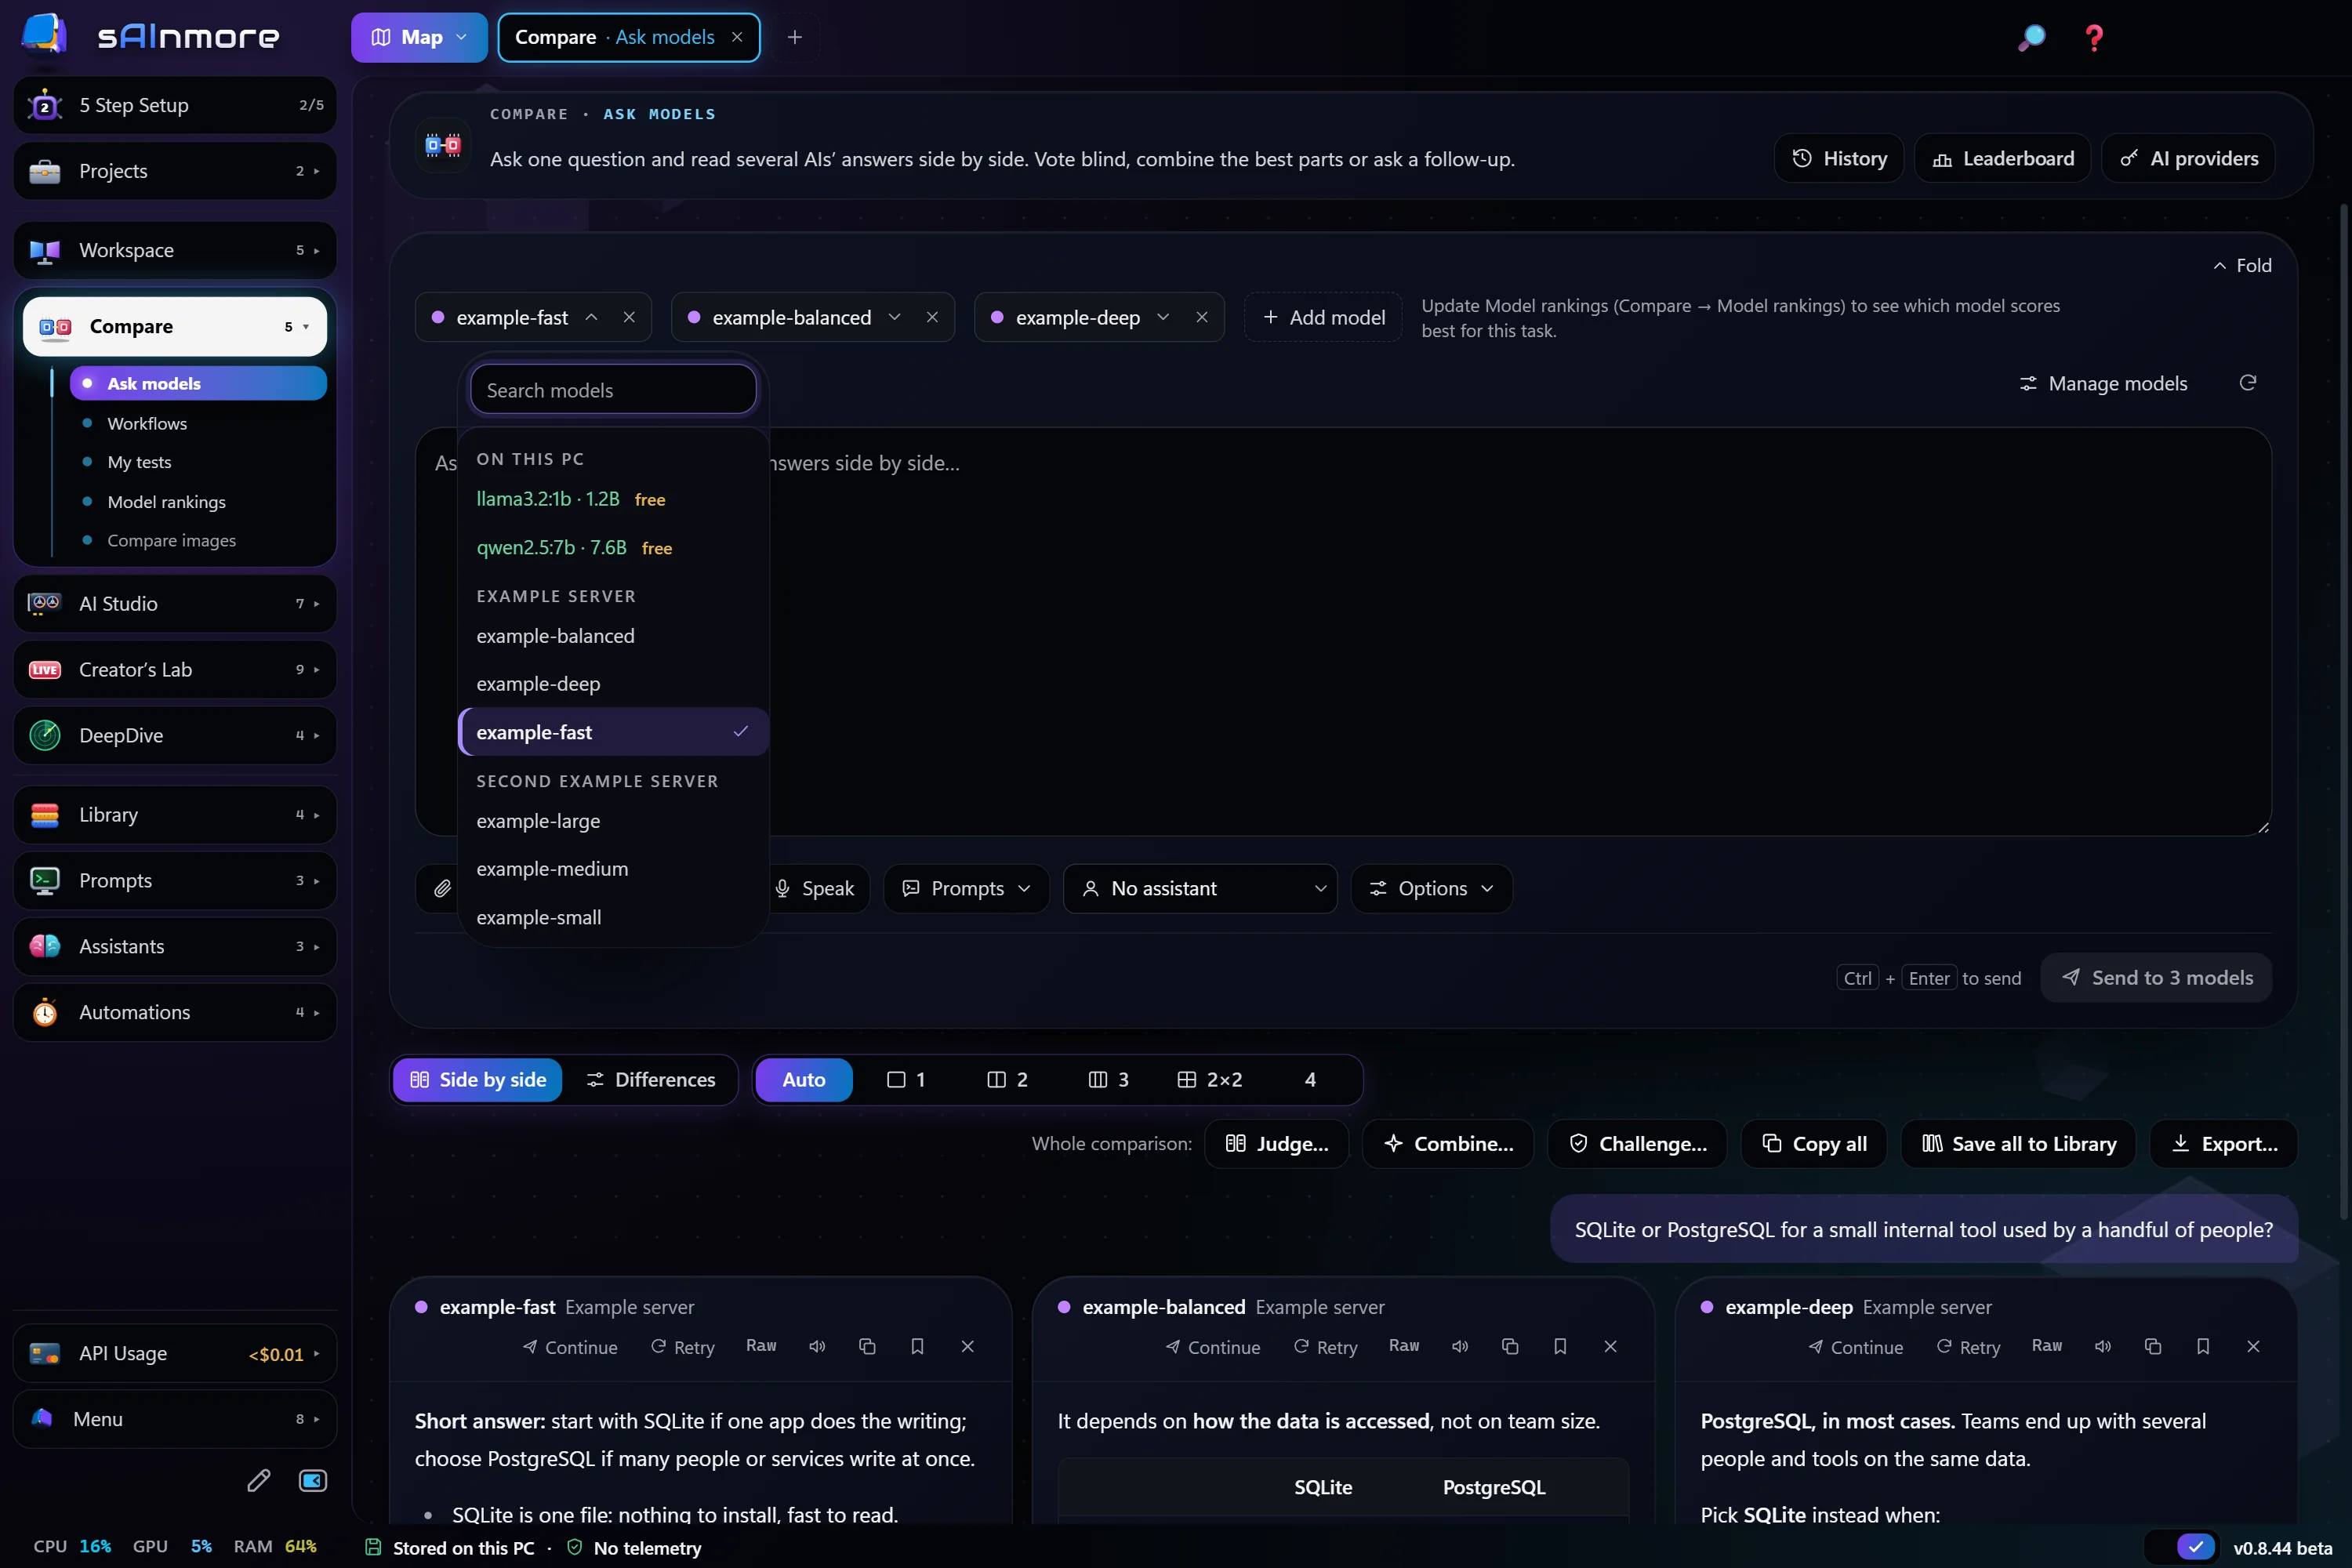 sAInmore
Map
Compare · Ask models
5 Step Setup 2/5
Projects 2
Workspace 5
Compare 5
Ask models
Workflows
My tests
Model rankings
Compare images
AI Studio 7
LIVE Creator's Lab 9
DeepDive 4
Library 4
Prompts 3
Assistants 3
Automations 4
API Usage <$0.01
Menu 8
CPU 16% GPU 5% RAM 64%
COMPARE · ASK MODELS
Ask one question and read several AIs’ answers side by side. Vote blind, combine the best parts or ask a follow-up.
History
Leaderboard
AI providers
Fold
example-fast
example-balanced
example-deep
Add model
Update Model rankings (Compare → Model rankings) to see which model scores
best for this task.
Manage models
Search models
ON THIS PC
llama3.2:1b · 1.2B free
qwen2.5:7b · 7.6B free
EXAMPLE SERVER
example-balanced
example-deep
example-fast
SECOND EXAMPLE SERVER
example-large
example-medium
example-small
side by side...
Speak
Prompts
No assistant
Options
Ctrl + Enter to send
Send to 3 models
Side by side
Differences
Auto
1
2
3
2×2
4
Whole comparison:
Judge...
Combine...
Challenge...
Copy all
Save all to Library
Export...
SQLite or PostgreSQL for a small internal tool used by a handful of people?
example-fast Example server
Continue Retry Raw
Short answer: start with SQLite if one app does the writing;
choose PostgreSQL if many people or services write at once.
• SQLite is one file: nothing to install, fast to read.
example-balanced Example server
Continue Retry Raw
It depends on how the data is accessed, not on team size.
SQLite PostgreSQL
example-deep Example server
Continue Retry Raw
PostgreSQL, in most cases. Teams end up with several
people and tools on the same data.
Pick SQLite instead when:
Stored on this PC · No telemetry
v0.8.44 beta